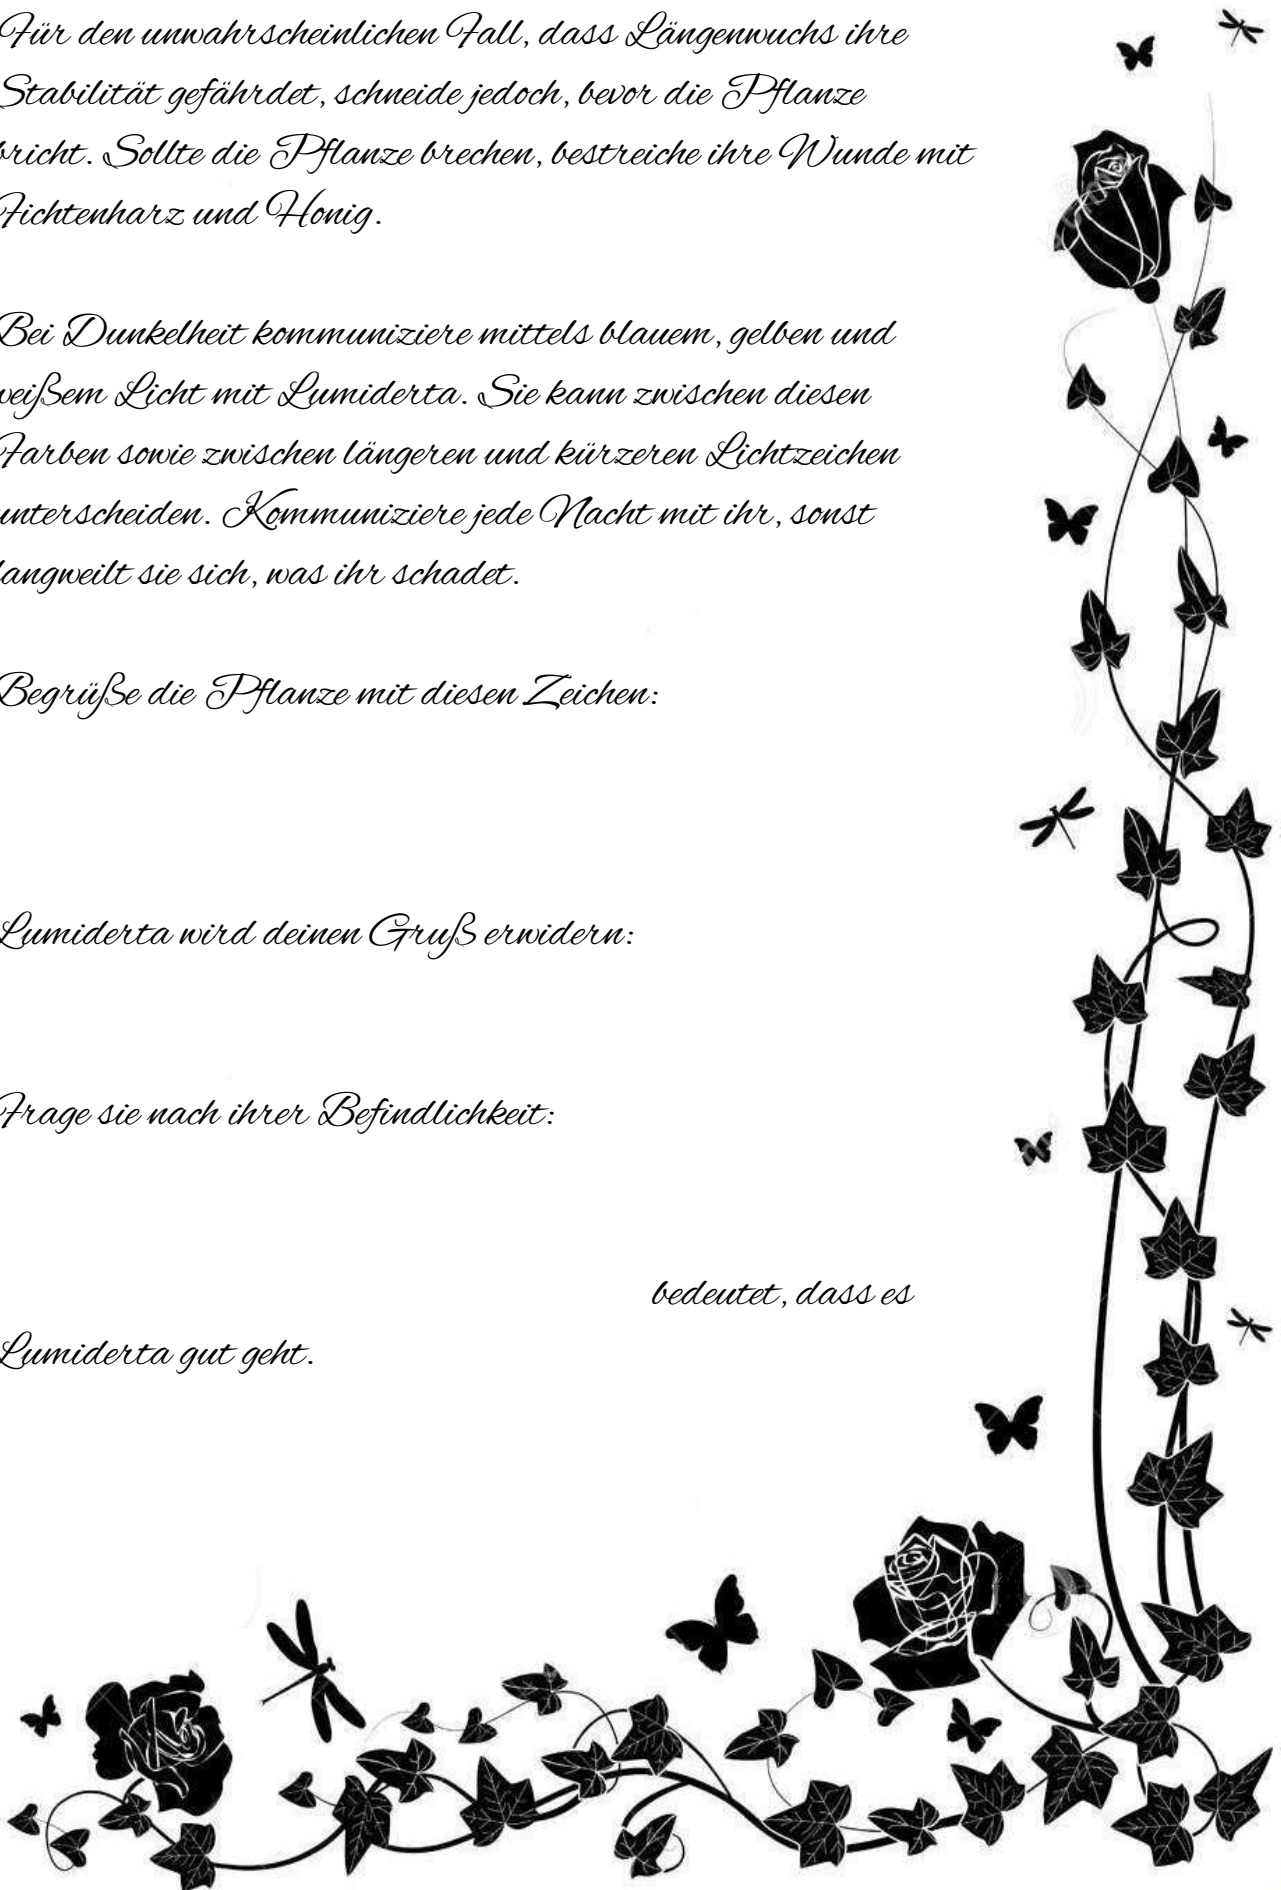 Für den unwahrscheinlichen Fall, dass Längenwuchs ihre
Stabilität gefährdet, schneide jedoch, bevor die Pflanze
bricht. Sollte die Pflanze brechen, bestreiche ihre Wunde mit
Fichtenharz und Honig.
Bei Dunkelheit kommuniziere mittels blauem, gelben und
weißem Licht mit Lumiderta. Sie kann zwischen diesen
Farben sowie zwischen längeren und kürzeren Lichtzeichen
unterscheiden. Kommuniziere jede Nacht mit ihr, sonst
langweilt sie sich, was ihr schadet.
Begrüße die Pflanze mit diesen Zeichen:
Lumiderta wird deinen Gruß erwidern:
Frage sie nach ihrer Befindlichkeit:
bedeutet, dass es
Lumiderta gut geht.